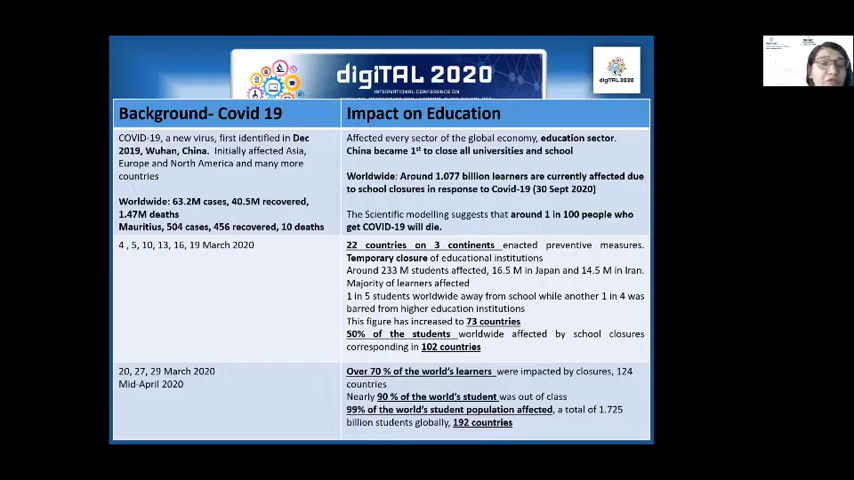 digiTAL 2020
INTERNATIONAL CONFERENCE ON
Background- Covid 19
Impact on Education
COVID-19, a new virus, first identified in Dec
2019, Wuhan, China. Initially affected Asia,
Europe and North America and many more
countries
Worldwide: 63.2M cases, 40.5M recovered,
1.47M deaths
Mauritius, 504 cases, 456 recovered, 10 deaths
Affected every sector of the global economy, education sector.
China became 1st to close all universities and school
Worldwide: Around 1.077 billion learners are currently affected due
to school closures in response to Covid-19 (30 Sept 2020)
The Scientific modelling suggests that around 1 in 100 people who
get COVID-19 will die.
4 , 5, 10, 13, 16, 19 March 2020
22 countries on 3 continents enacted preventive measures.
Temporary closure of educational institutions
Around 233 M students affected, 16.5 M in Japan and 14.5 M in Iran.
Majority of learners affected
1 in 5 students worldwide away from school while another 1 in 4 was
barred from higher education institutions
This figure has increased to 73 countries
50% of the students worldwide affected by school closures
corresponding in 102 countries
20, 27, 29 March 2020
Mid-April 2020
Over 70 % of the world's learners were impacted by closures, 124
countries
Nearly 90 % of the world's student was out of class
99% of the world's student population affected, a total of 1.725
billion students globally, 192 countries